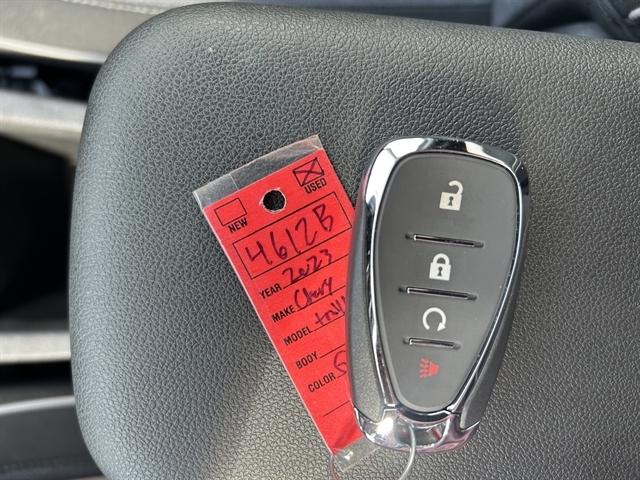 NEW USED
4612B
YEAR 2023
MAKE Chevy
MODEL
BODY
COLOR